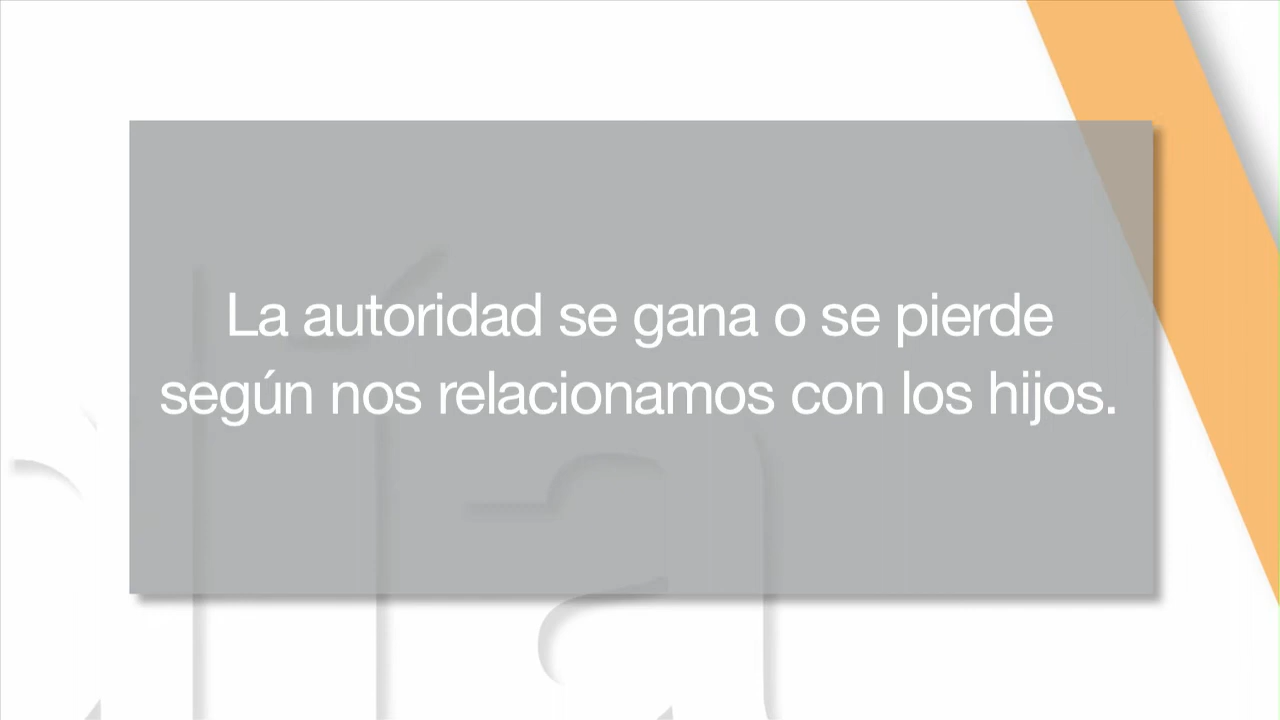 La autoridad se gana o se pierde
según nos relacionamos con los hijos.